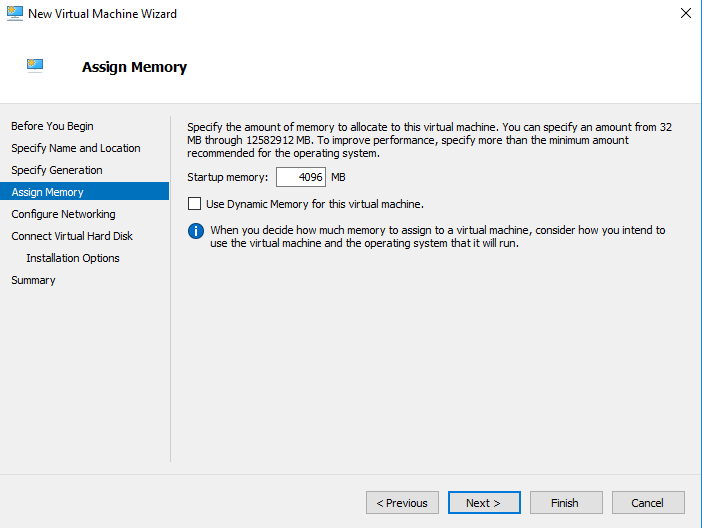 New Virtual Machine Wizard
Assign Memory
Before You Begin
Specify Name and Location
Specify Generation
Assign Memory
Configure Networking
Connect Virtual Hard Disk
Installation Options
Summary
Specify the amount of memory to allocate to this virtual machine. You can specify an amount from 32
MB through 12582912 MB. To improve performance, specify more than the minimum amount
recommended for the operating system.
Startup memory: 4096 MB
Use Dynamic Memory for this virtual machine.
When you decide how much memory to assign to a virtual machine, consider how you intend to
use the virtual machine and the operating system that it will run.
< Previous Next > Finish Cancel